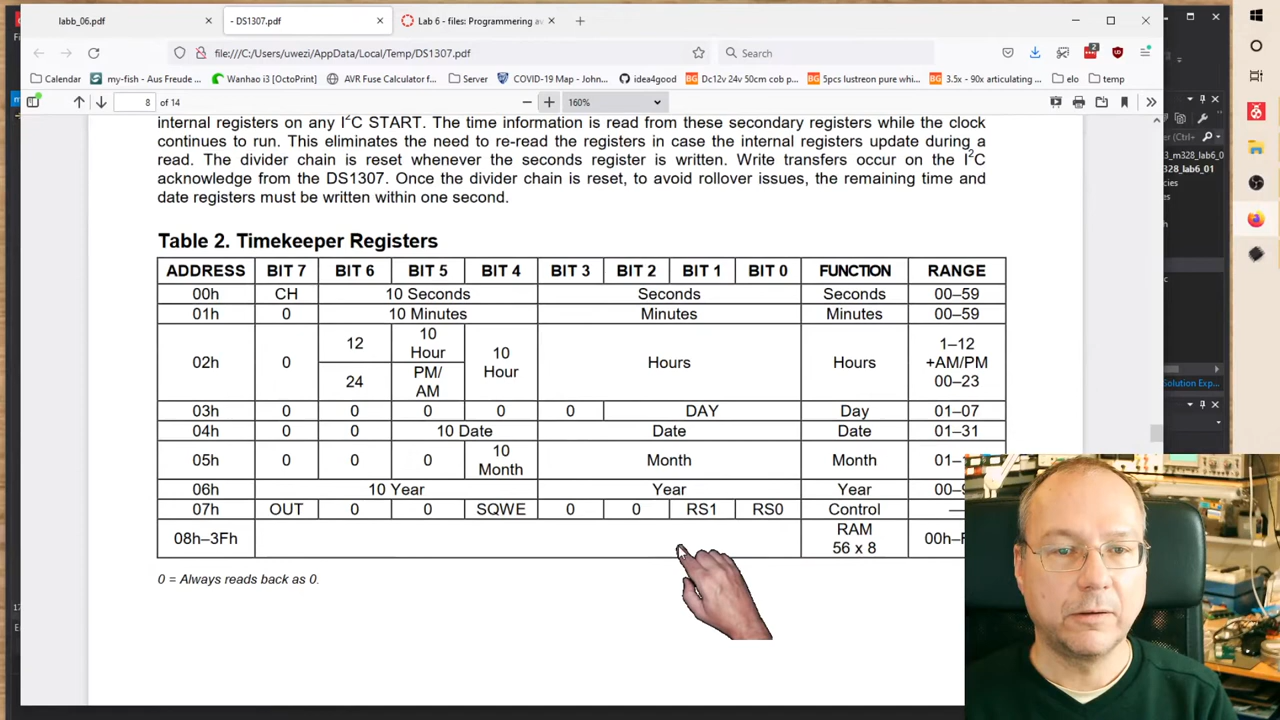 labb_06.pdf
- DS1307.pdf
Lab 6 - files: Programmering av
file:///C:/Users/uwezi/AppData/Local/Temp/DS1307.pdf
Search
2
Calendar
my-fish - Aus Freude ...
Wanhao i3 [OctoPrint]
AVR Fuse Calculator f...
Server
COVID-19 Map - John...
idea4good
Dc12v 24v 50cm cob p...
5pcs lustreon pure whi...
3.5x - 90x articulating ...
elo
temp
8 of 14
160%
internal registers on any I2C START. The time information is read from these secondary registers while the clock
continues to run. This eliminates the need to re-read the registers in case the internal registers update during a
read. The divider chain is reset whenever the seconds register is written. Write transfers occur on the I2C
acknowledge from the DS1307. Once the divider chain is reset, to avoid rollover issues, the remaining time and
date registers must be written within one second.
Table 2. Timekeeper Registers
ADDRESS BIT 7 BIT 6 BIT 5 BIT 4 BIT 3 BIT 2 BIT 1 BIT 0 FUNCTION RANGE
00h CH 10 Seconds Seconds Seconds 00–59
01h 0 10 Minutes Minutes Minutes 00–59
02h 0 12 10 Hour 10 Hour Hours Hours 1–12 +AM/PM 00–23
24 PM/ AM
03h 0 0 0 0 0 DAY Day 01–07
04h 0 0 10 Date Date Date 01–31
05h 0 0 0 10 Month Month Month 01–
06h 10 Year Year Year 00–
07h OUT 0 0 SQWE 0 0 RS1 RS0 Control —
08h–3Fh RAM 56 x 8 00h–
0 = Always reads back as 0.
Ctrl+
3_m328_lab6_0
328_lab6_01
cies
Solution Exp...